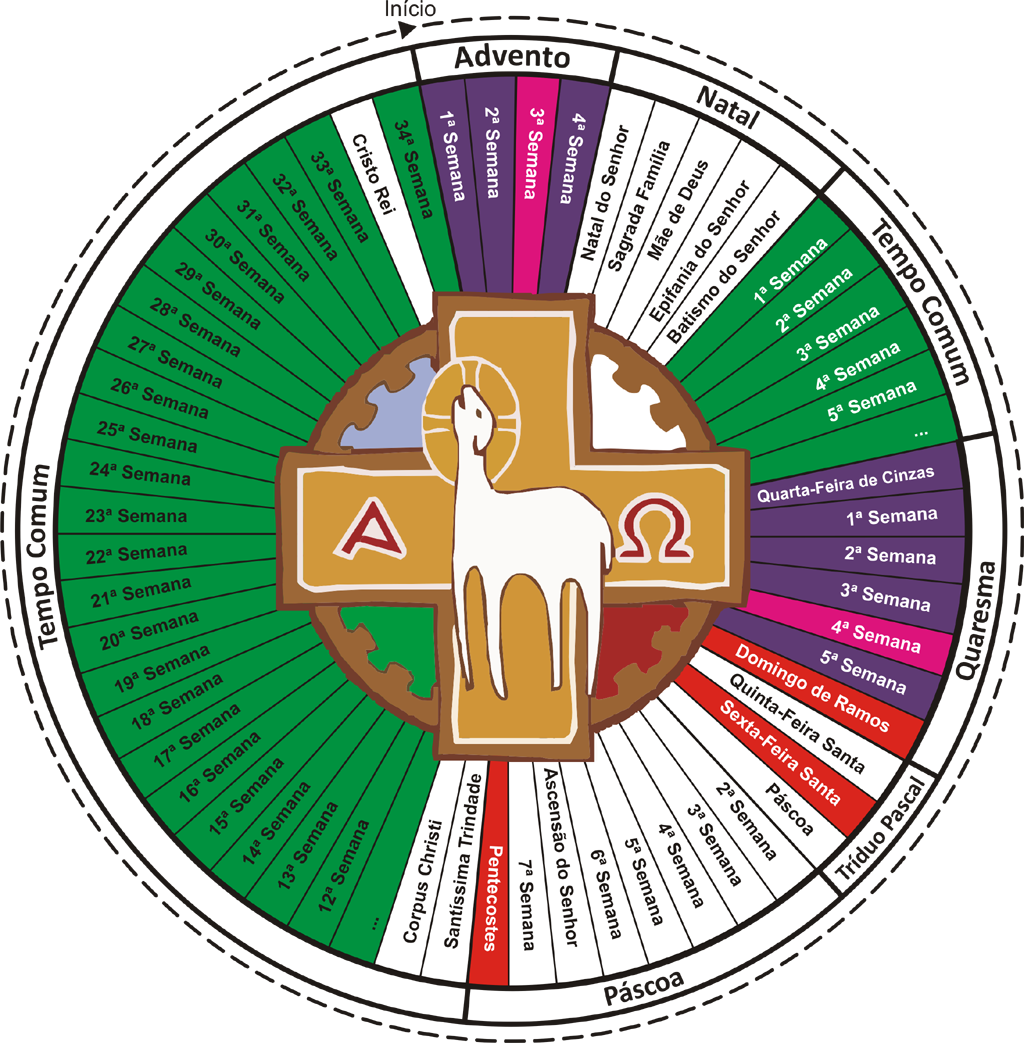 Início
Advento
1ª Semana
2ª Semana
3ª Semana
4ª Semana
Natal
Natal do Senhor
Sagrada Família
Mãe de Deus
Epifania do Senhor
Batismo do Senhor
Tempo Comum
1ª Semana
2ª Semana
3ª Semana
4ª Semana
5ª Semana
...
Quaresma
Quarta-Feira de Cinzas
1ª Semana
2ª Semana
3ª Semana
4ª Semana
5ª Semana
Domingo de Ramos
Tríduo Pascal
Quinta-Feira Santa
Sexta-Feira Santa
Páscoa
Páscoa
2ª Semana
3ª Semana
4ª Semana
5ª Semana
6ª Semana
Ascensão do Senhor
7ª Semana
Pentecostes
Tempo Comum
Santíssima Trindade
Corpus Christi
...
12ª Semana
13ª Semana
14ª Semana
15ª Semana
16ª Semana
17ª Semana
18ª Semana
19ª Semana
20ª Semana
21ª Semana
22ª Semana
23ª Semana
24ª Semana
25ª Semana
26ª Semana
27ª Semana
28ª Semana
29ª Semana
30ª Semana
31ª Semana
32ª Semana
33ª Semana
Cristo Rei
34ª Semana
A Ω